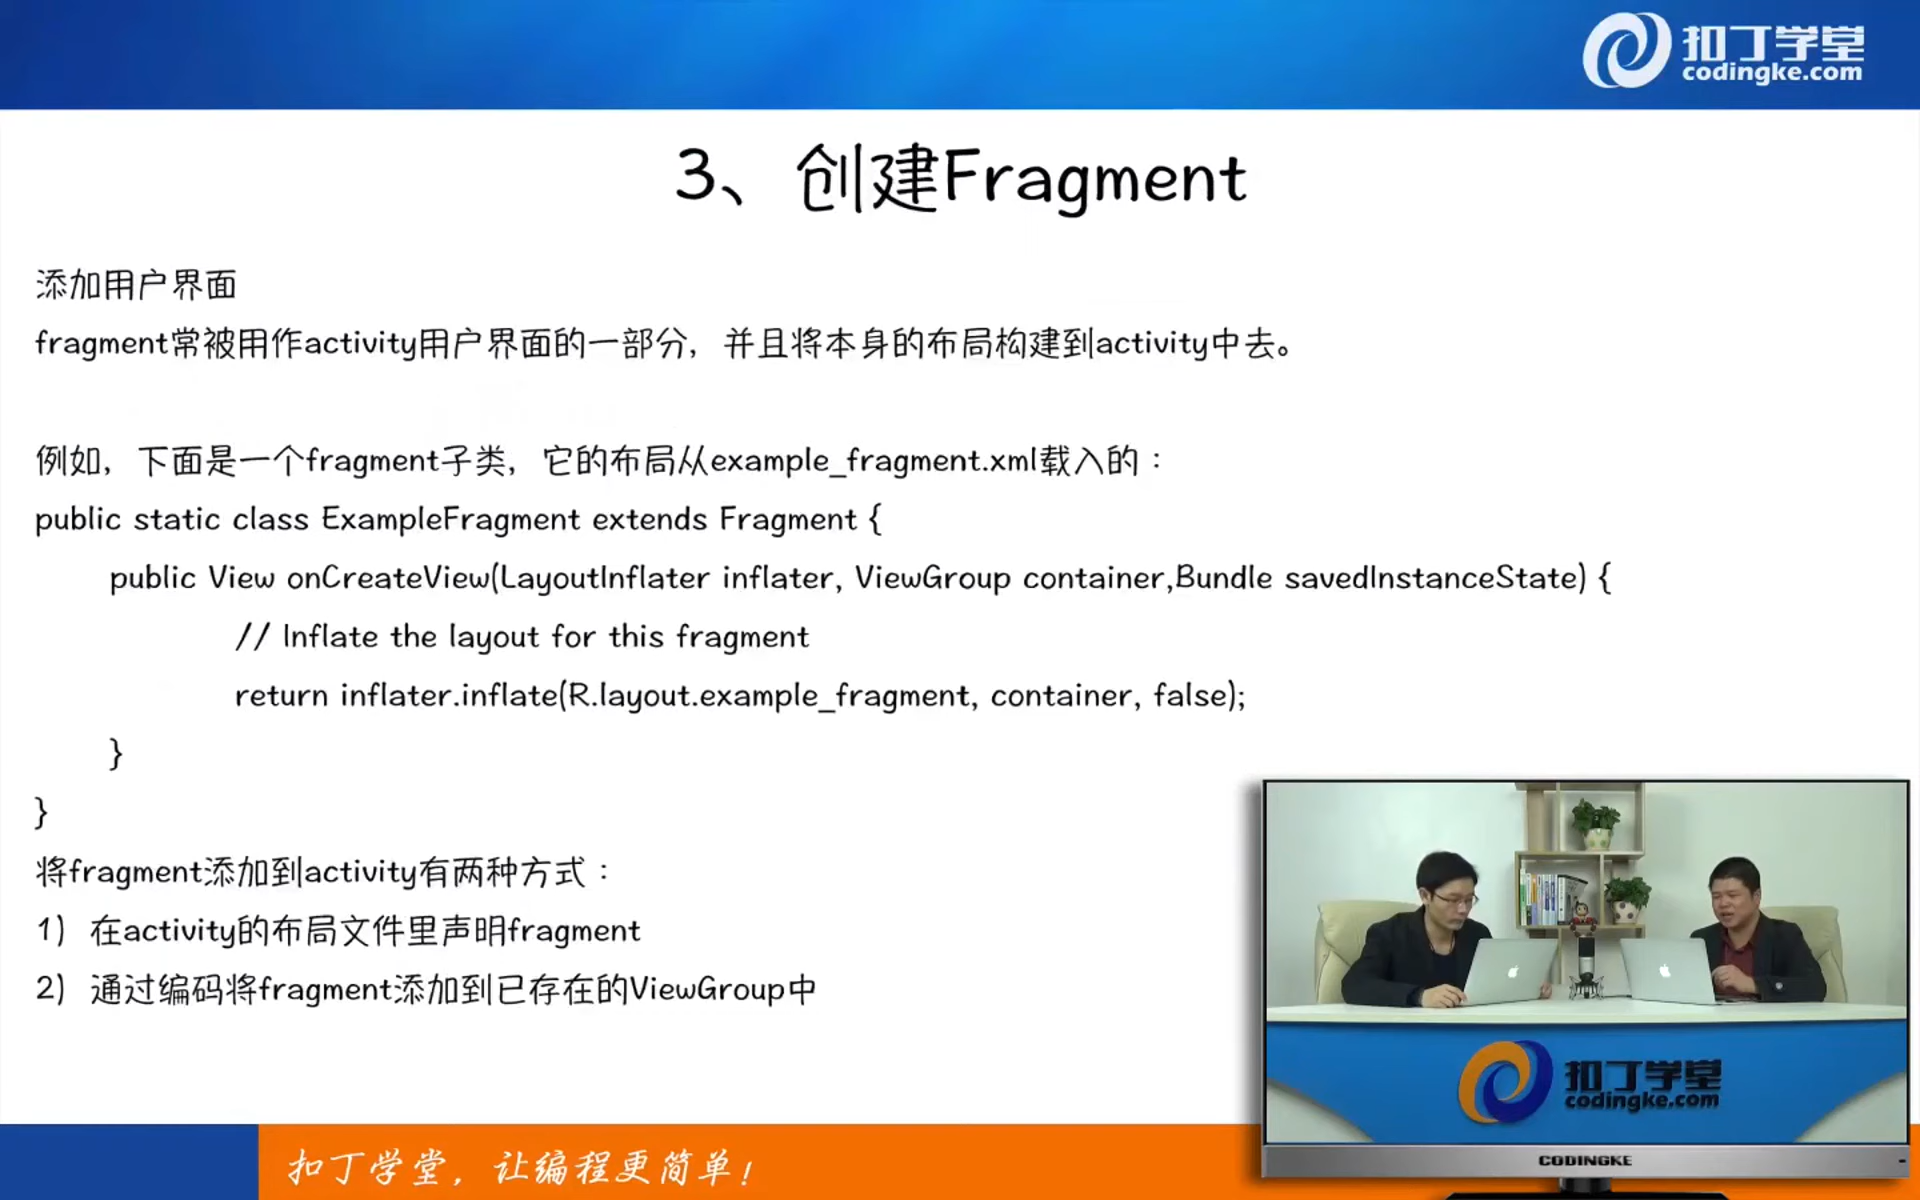 扣丁学堂
codingke.com
3、创建Fragment
添加用户界面
fragment常被用作activity用户界面的一部分，并且将本身的布局构建到activity中去。
例如，下面是一个fragment子类，它的布局从example_fragment.xml载入的：
public static class ExampleFragment extends Fragment {
public View onCreateView(LayoutInflater inflater, ViewGroup container,Bundle savedInstanceState) {
// Inflate the layout for this fragment
return inflater.inflate(R.layout.example_fragment, container, false);
}
}
将fragment添加到activity有两种方式：
1）在activity的布局文件里声明fragment
2）通过编码将fragment添加到已存在的ViewGroup中
扣丁学堂
codingke.com
CODINGKE
扣丁学堂，让编程更简单！